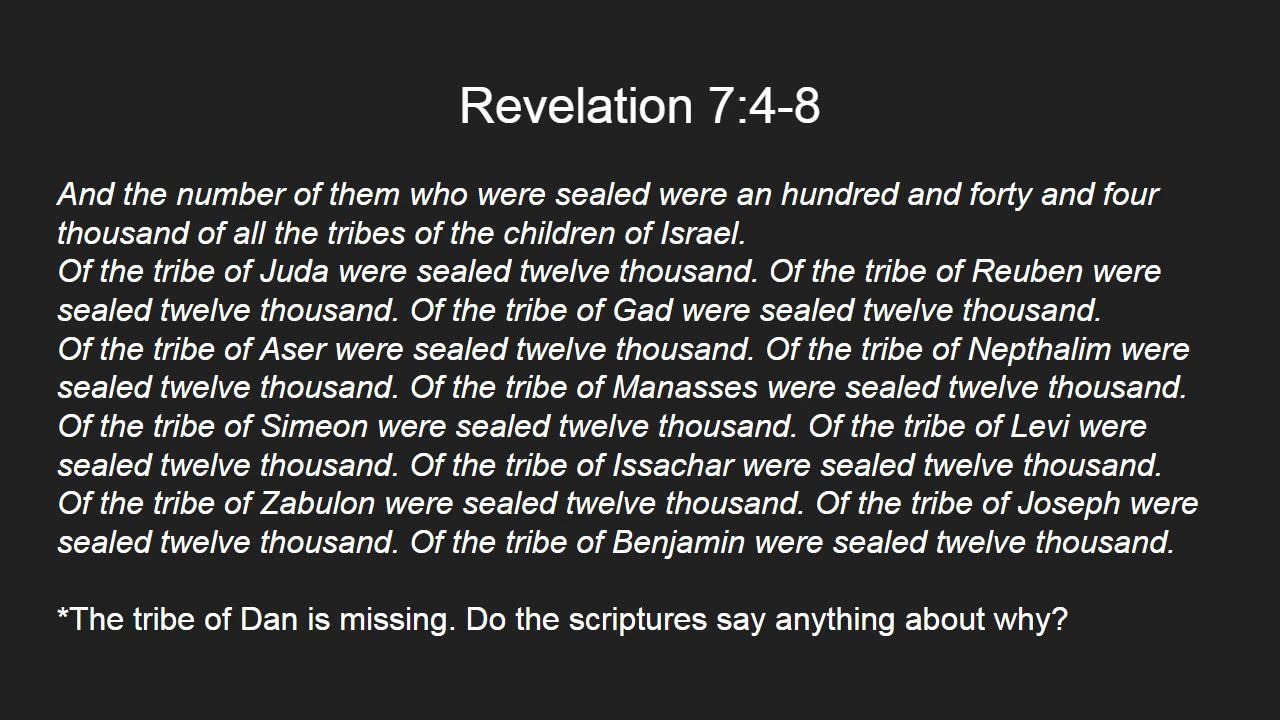 Revelation 7:4-8
And the number of them who were sealed were an hundred and forty and four
thousand of all the tribes of the children of Israel.
Of the tribe of Juda were sealed twelve thousand. Of the tribe of Reuben were
sealed twelve thousand. Of the tribe of Gad were sealed twelve thousand.
Of the tribe of Aser were sealed twelve thousand. Of the tribe of Nepthalim were
sealed twelve thousand. Of the tribe of Manasses were sealed twelve thousand.
Of the tribe of Simeon were sealed twelve thousand. Of the tribe of Levi were
sealed twelve thousand. Of the tribe of Issachar were sealed twelve thousand.
Of the tribe of Zabulon were sealed twelve thousand. Of the tribe of Joseph were
sealed twelve thousand. Of the tribe of Benjamin were sealed twelve thousand.
*The tribe of Dan is missing. Do the scriptures say anything about why?